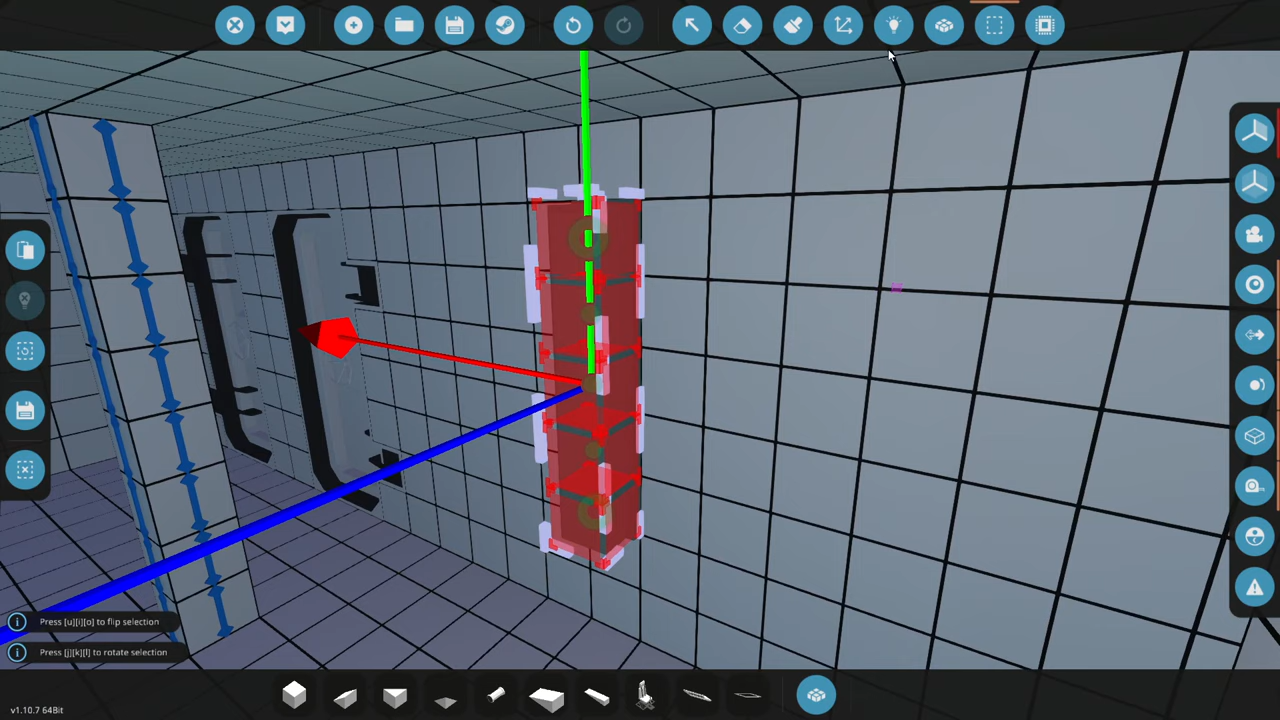 Press [u][i][o] to flip selection
Press [j][k][l] to rotate selection
v1.10.7 64Bit